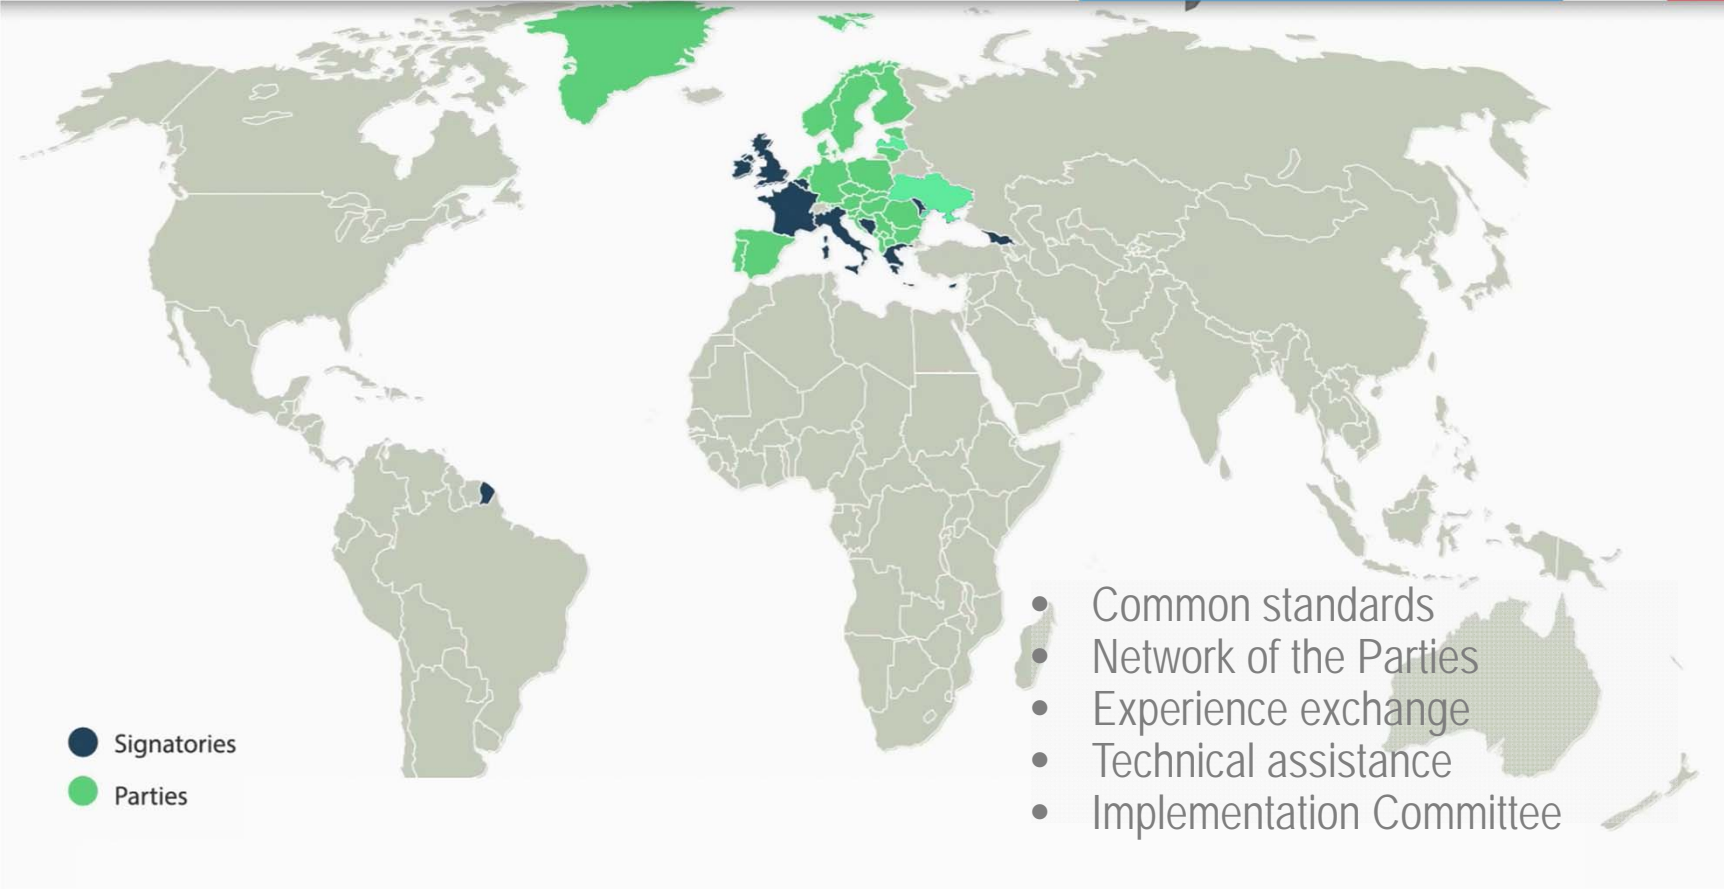 Signatories
Parties
• Common standards
• Network of the Parties
• Experience exchange
• Technical assistance
• Implementation Committee